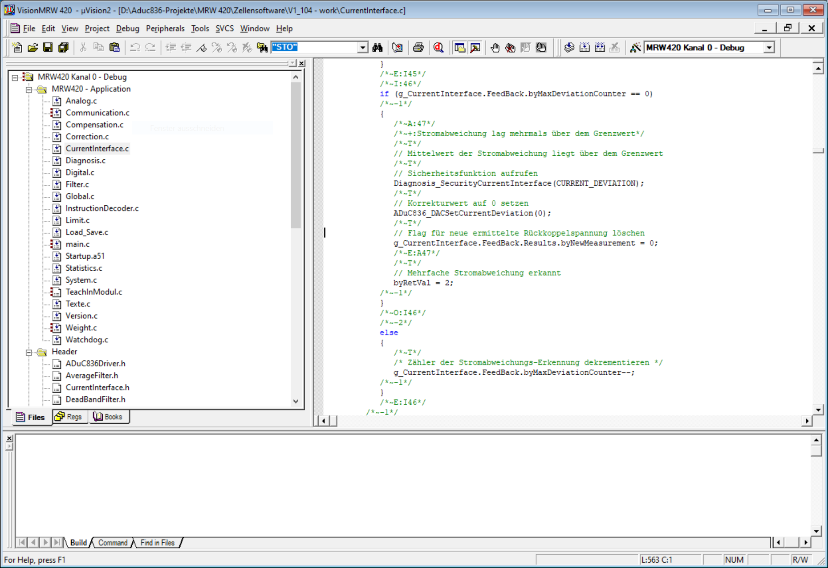 VisionMRW 420 - µVision2 - [D:\Aduc836-Projekte\MRW 420\Zellensoftware\V1_104 - work\CurrentInterface.c]
File Edit View Project Debug Peripherals Tools SVCS Window Help
"STO"
MRW420 Kanal 0 - Debug
MRW420 Kanal 0 - Debug
MRW420 - Application
Analog.c
Communication.c
Compensation.c
Correction.c
CurrentInterface.c
Diagnosis.c
Digital.c
Filter.c
Global.c
InstructionDecoder.c
Limit.c
Load_Save.c
main.c
Startup.a51
Statistics.c
System.c
TeachInModul.c
Texte.c
Version.c
Weight.c
Watchdog.c
Header
ADuC836Driver.h
AverageFilter.h
CurrentInterface.h
DeadBandFilter.h
Files Regs Books
}
/*~E:I45*/
/*~I:46*/
if (g_CurrentInterface.FeedBack.byMaxDeviationCounter == 0)
/*~-1*/
{
/*~A:47*/
/*~+:Stromabweichung lag mehrmals über dem Grenzwert*/
/*~T*/
// Mittelwert der Stromabweichung liegt über dem Grenzwert
/*~T*/
// Sicherheitsfunktion aufrufen
Diagnosis_SecurityCurrentInterface(CURRENT_DEVIATION);
/*~T*/
// Korrekturwert auf 0 setzen
ADuC836_DACSetCurrentDeviation(0);
/*~T*/
// Flag für neue ermittelte Rückkoppelspannung löschen
g_CurrentInterface.FeedBack.Results.byNewMeasurement = 0;
/*~E:A47*/
/*~T*/
// Mehrfache Stromabweichung erkannt
byRetVal = 2;
/*~-1*/
}
/*~O:I46*/
/*~-2*/
else
{
/*~T*/
/* Zähler der Stromabweichungs-Erkennung dekrementieren */
g_CurrentInterface.FeedBack.byMaxDeviationCounter--;
/*~-1*/
}
/*~E:I46*/
/*~-1*/
Build Command Find in Files
For Help, press F1
L:563 C:1
NUM
R/W